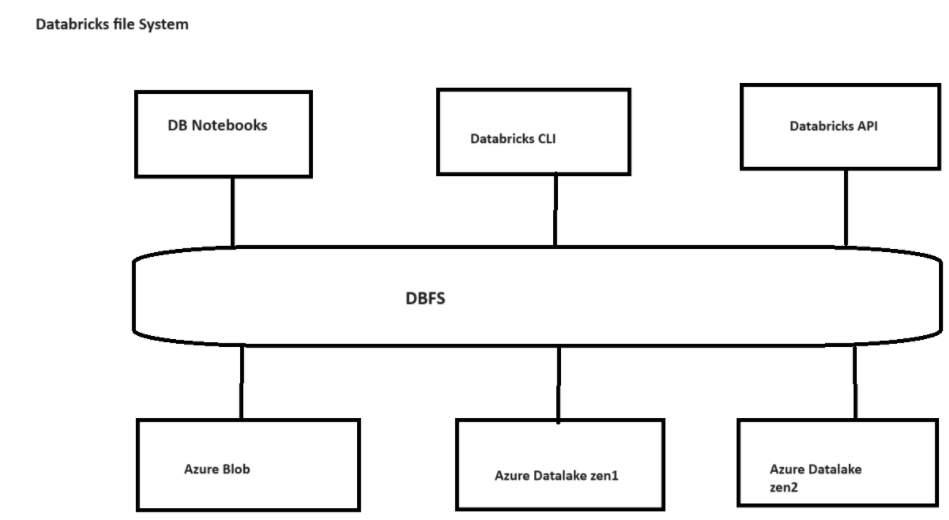 Databricks file System
DB Notebooks
Databricks CLI
Databricks API
DBFS
Azure Blob
Azure Datalake zen1
Azure Datalake
zen2